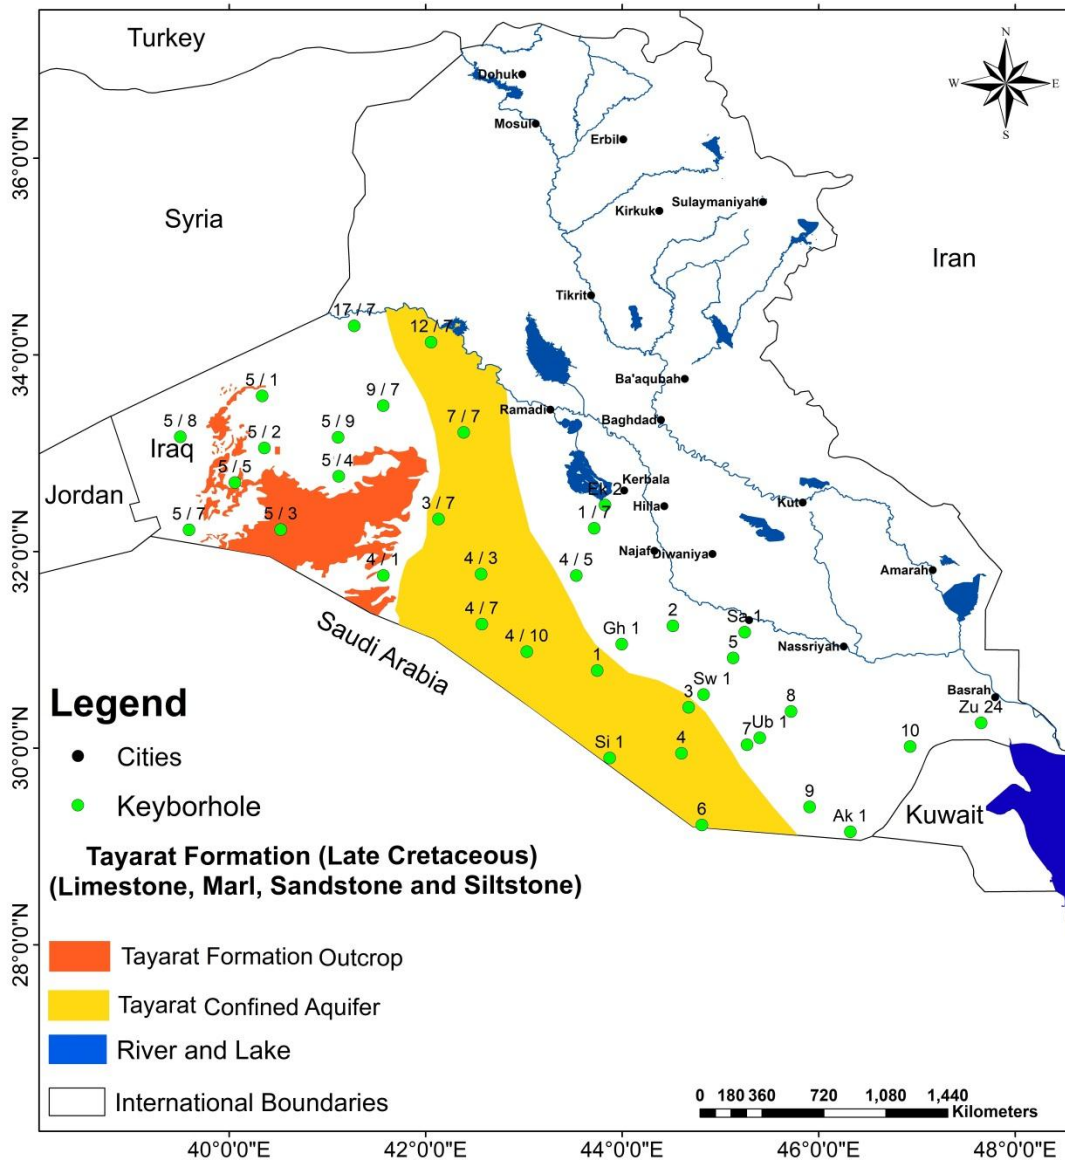 Turkey
N
W
E
S
Dohuk
Mosul
Erbil
36°0'0"N
Sulaymaniyah
Kirkuk
Syria
Iran
Tikrit
17 / 7
12 / 7
34°0'0"N
Ba'aqubah
5 / 1
9 / 7
Ramadi
Baghdad
5 / 8
5 / 9
7 / 7
Iraq
5 / 2
5 / 5
5 / 4
Kerbala
Ek 2
Jordan
3 / 7
1 / 7
Hilla
Kut
5 / 7
5 / 3
32°0'0"N
Najaf
Diwaniya
4 / 1
4 / 3
4 / 5
Amarah
4 / 7
Gh 1
2
Sa 1
Saudi Arabia
4 / 10
1
5
Nassriyah
Legend
3
Sw 1
8
Basrah
Zu 24
Cities
Si 1
4
7
Ub 1
10
30°0'0"N
Keyborhole
6
9
Ak 1
Kuwait
Tayarat Formation (Late Cretaceous)
(Limestone, Marl, Sandstone and Siltstone)
28°0'0"N
Tayarat Formation Outcrop
Tayarat Confined Aquifer
River and Lake
International Boundaries
0 180 360 720 1,080 1,440
Kilometers
40°0'0"E 42°0'0"E 44°0'0"E 46°0'0"E 48°0'0"E